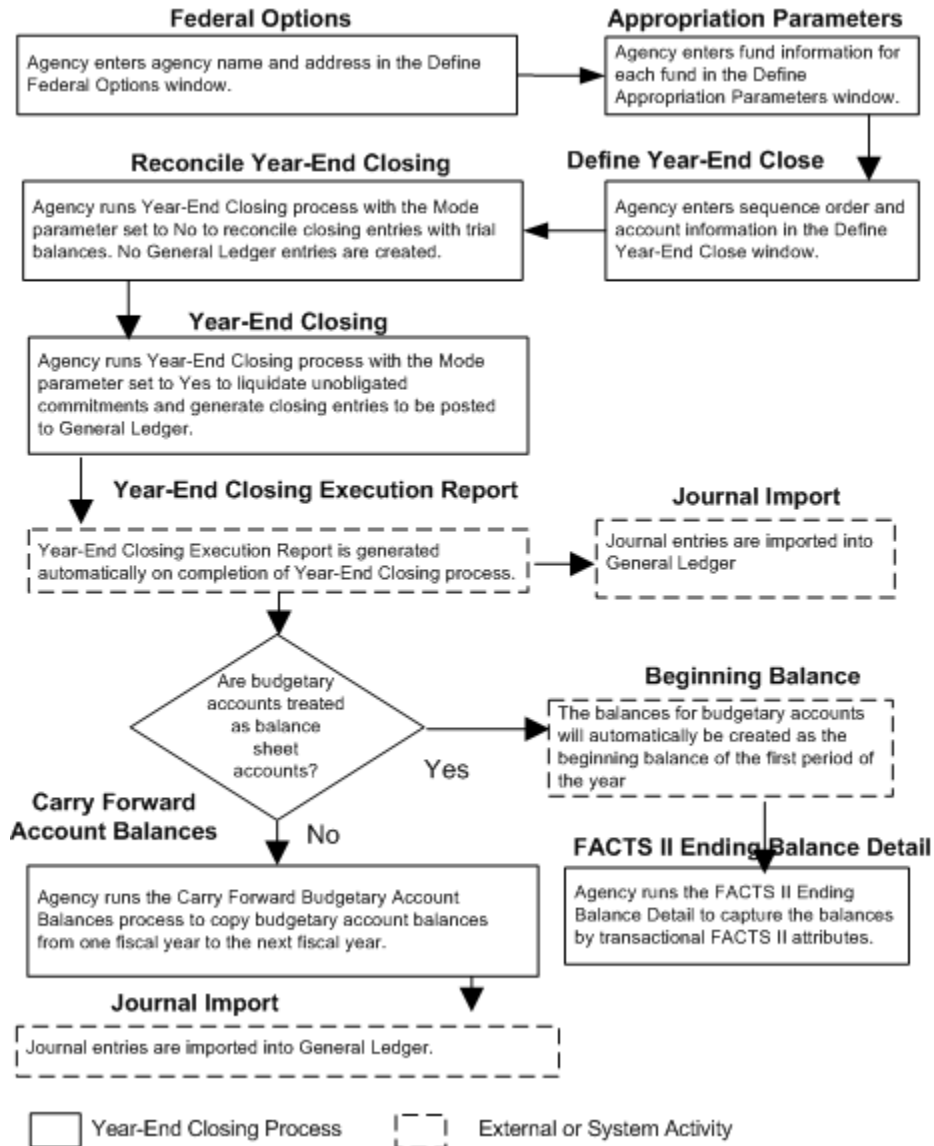 Federal Options
Agency enters agency name and address in the Define
Federal Options window.
Appropriation Parameters
Agency enters fund information for
each fund in the Define
Appropriation Parameters window.
Define Year-End Close
Agency enters sequence order and
account information in the Define
Year-End Close window.
Reconcile Year-End Closing
Agency runs Year-End Closing process with the Mode
parameter set to No to reconcile closing entries with trial
balances. No General Ledger entries are created.
Year-End Closing
Agency runs Year-End Closing process with the Mode
parameter set to Yes to liquidate unobligated
commitments and generate closing entries to be posted
to General Ledger.
Year-End Closing Execution Report
Year-End Closing Execution Report is generated
automatically on completion of Year-End Closing process.
Journal Import
Journal entries are imported into
General Ledger
Are budgetary
accounts treated
as balance
sheet
accounts?
Yes
Beginning Balance
The balances for budgetary accounts
will automatically be created as the
beginning balance of the first period of
the year
FACTS II Ending Balance Detail
Agency runs the FACTS II Ending
Balance Detail to capture the balances
by transactional FACTS II attributes.
No
Carry Forward
Account Balances
Agency runs the Carry Forward Budgetary Account
Balances process to copy budgetary account balances
from one fiscal year to the next fiscal year.
Journal Import
Journal entries are imported into General Ledger.
Year-End Closing Process
External or System Activity